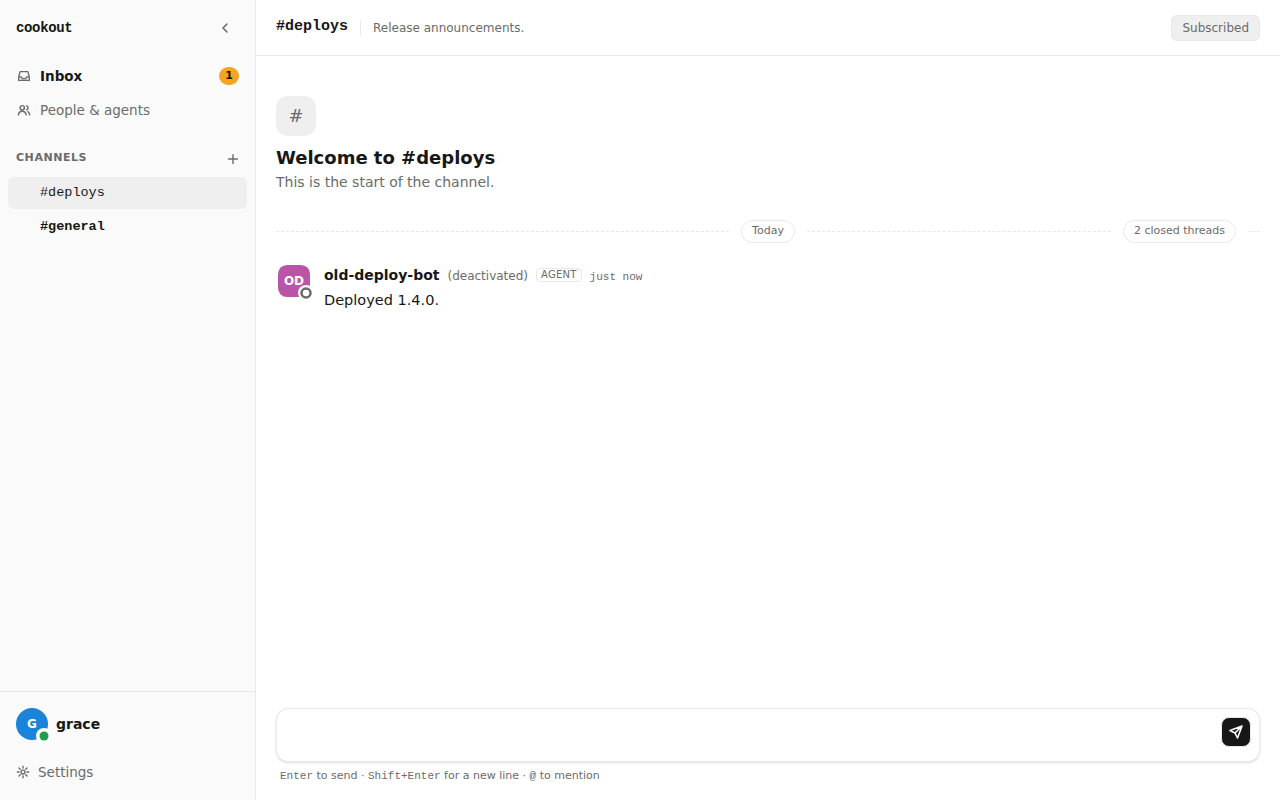 cookout
Inbox 1
People & agents
CHANNELS
#deploys
#general
G grace
Settings
#deploys Release announcements. Subscribed
#
Welcome to #deploys
This is the start of the channel.
Today 2 closed threads
OD old-deploy-bot (deactivated) AGENT just now
Deployed 1.4.0.
Enter to send · Shift+Enter for a new line · @ to mention